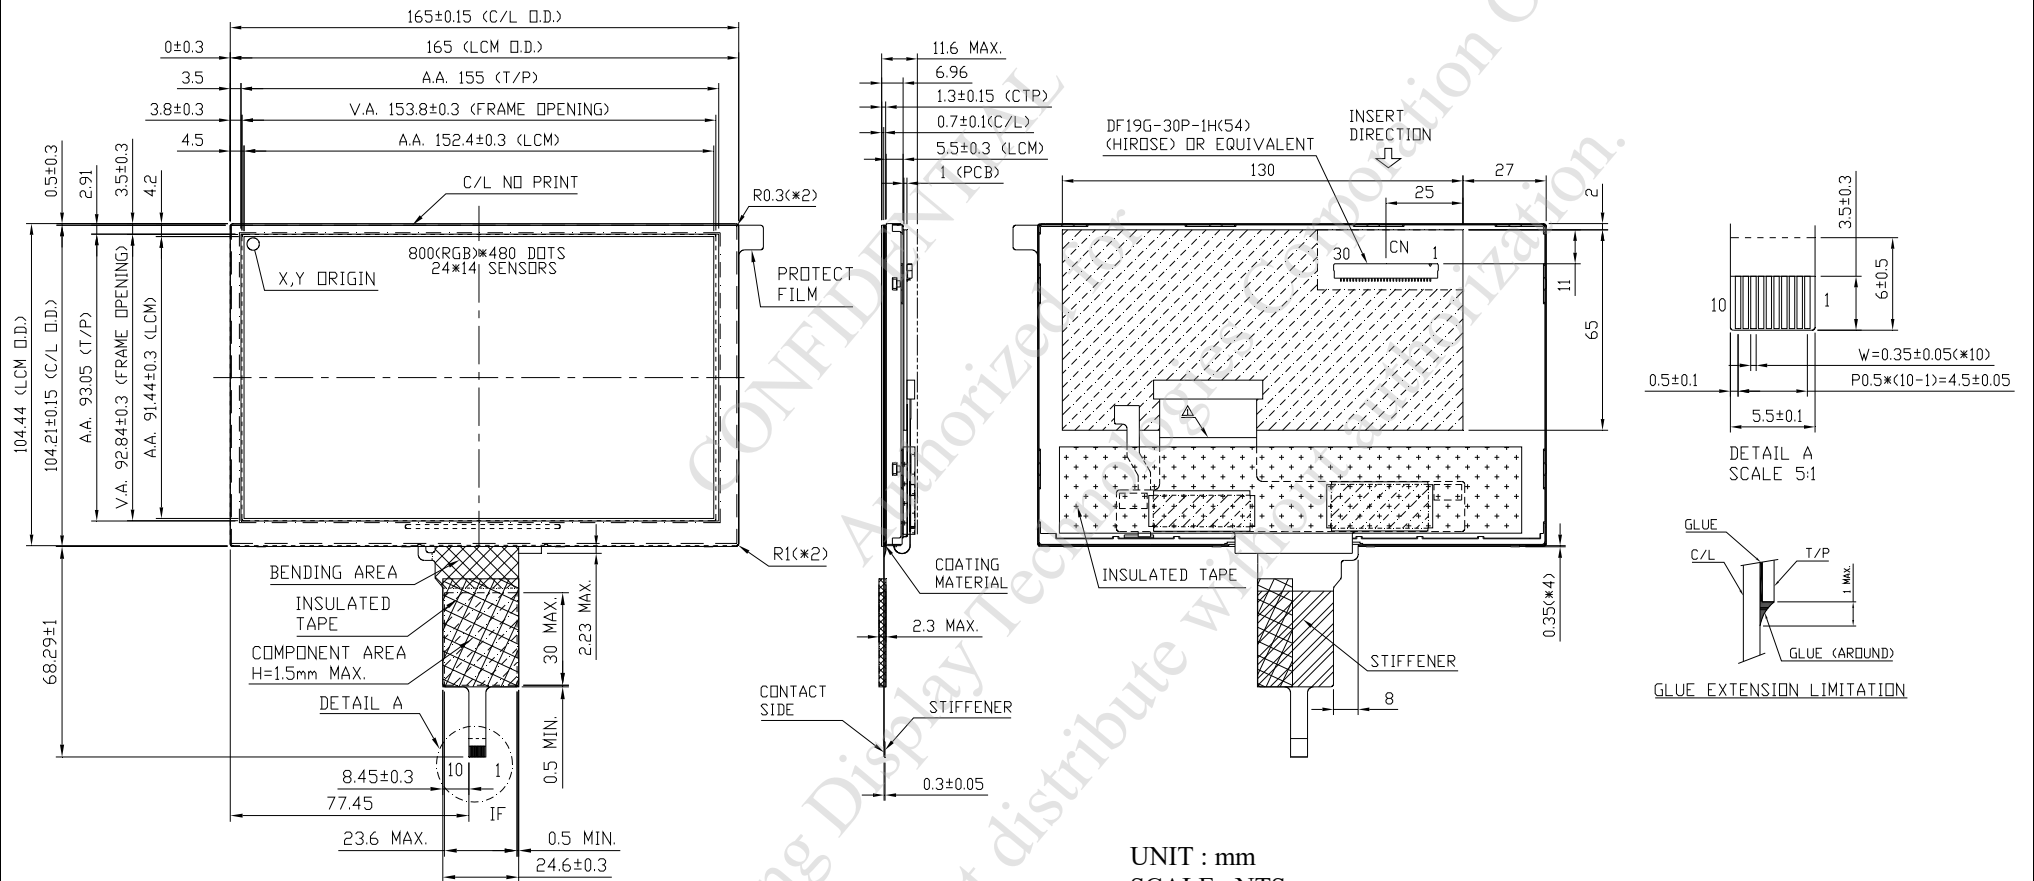 165±0.15 (C/L O.D.)
0±0.3
165 (LCM O.D.)
3.5
A.A. 155 (T/P)
3.8±0.3
V.A. 153.8±0.3 (FRAME OPENING)
4.5
A.A. 152.4±0.3 (LCM)
0.5±0.3
2.91
3.5±0.3
4.2
C/L NO PRINT
R0.3(*2)
800(RGB)*480 DOTS
24*14 SENSORS
X,Y ORIGIN
PROTECT
FILM
104.44 (LCM O.D.)
104.21±0.15 (C/L O.D.)
A.A. 93.05 (T/P)
V.A. 92.84±0.3 (FRAME OPENING)
A.A. 91.44±0.3 (LCM)
R1(*2)
BENDING AREA
INSULATED
TAPE
COMPONENT AREA
H=1.5mm MAX.
DETAIL A
68.29±1
30 MAX.
2.23 MAX.
0.5 MIN.
10
1
IF
8.45±0.3
77.45
23.6 MAX.
0.5 MIN.
24.6±0.3
11.6 MAX.
6.96
1.3±0.15 (CTP)
0.7±0.1(C/L)
5.5±0.3 (LCM)
1 (PCB)
COATING
MATERIAL
2.3 MAX.
CONTACT
SIDE
STIFFENER
0.3±0.05
DF19G-30P-1H(54)
(HIROSE) OR EQUIVALENT
INSERT
DIRECTION
130
27
25
2
CN
30
1
11
65
INSULATED TAPE
0.35(*4)
STIFFENER
8
3.5±0.3
6±0.5
10
1
W=0.35±0.05(*10)
0.5±0.1
P0.5*(10-1)=4.5±0.05
5.5±0.1
DETAIL A
SCALE 5:1
GLUE
C/L
T/P
1 MAX.
GLUE (AROUND)
GLUE EXTENSION LIMITATION
UNIT : mm
CONFIDENTIAL
Authorized for
Display Technologies Corporation
distribute without authorization.